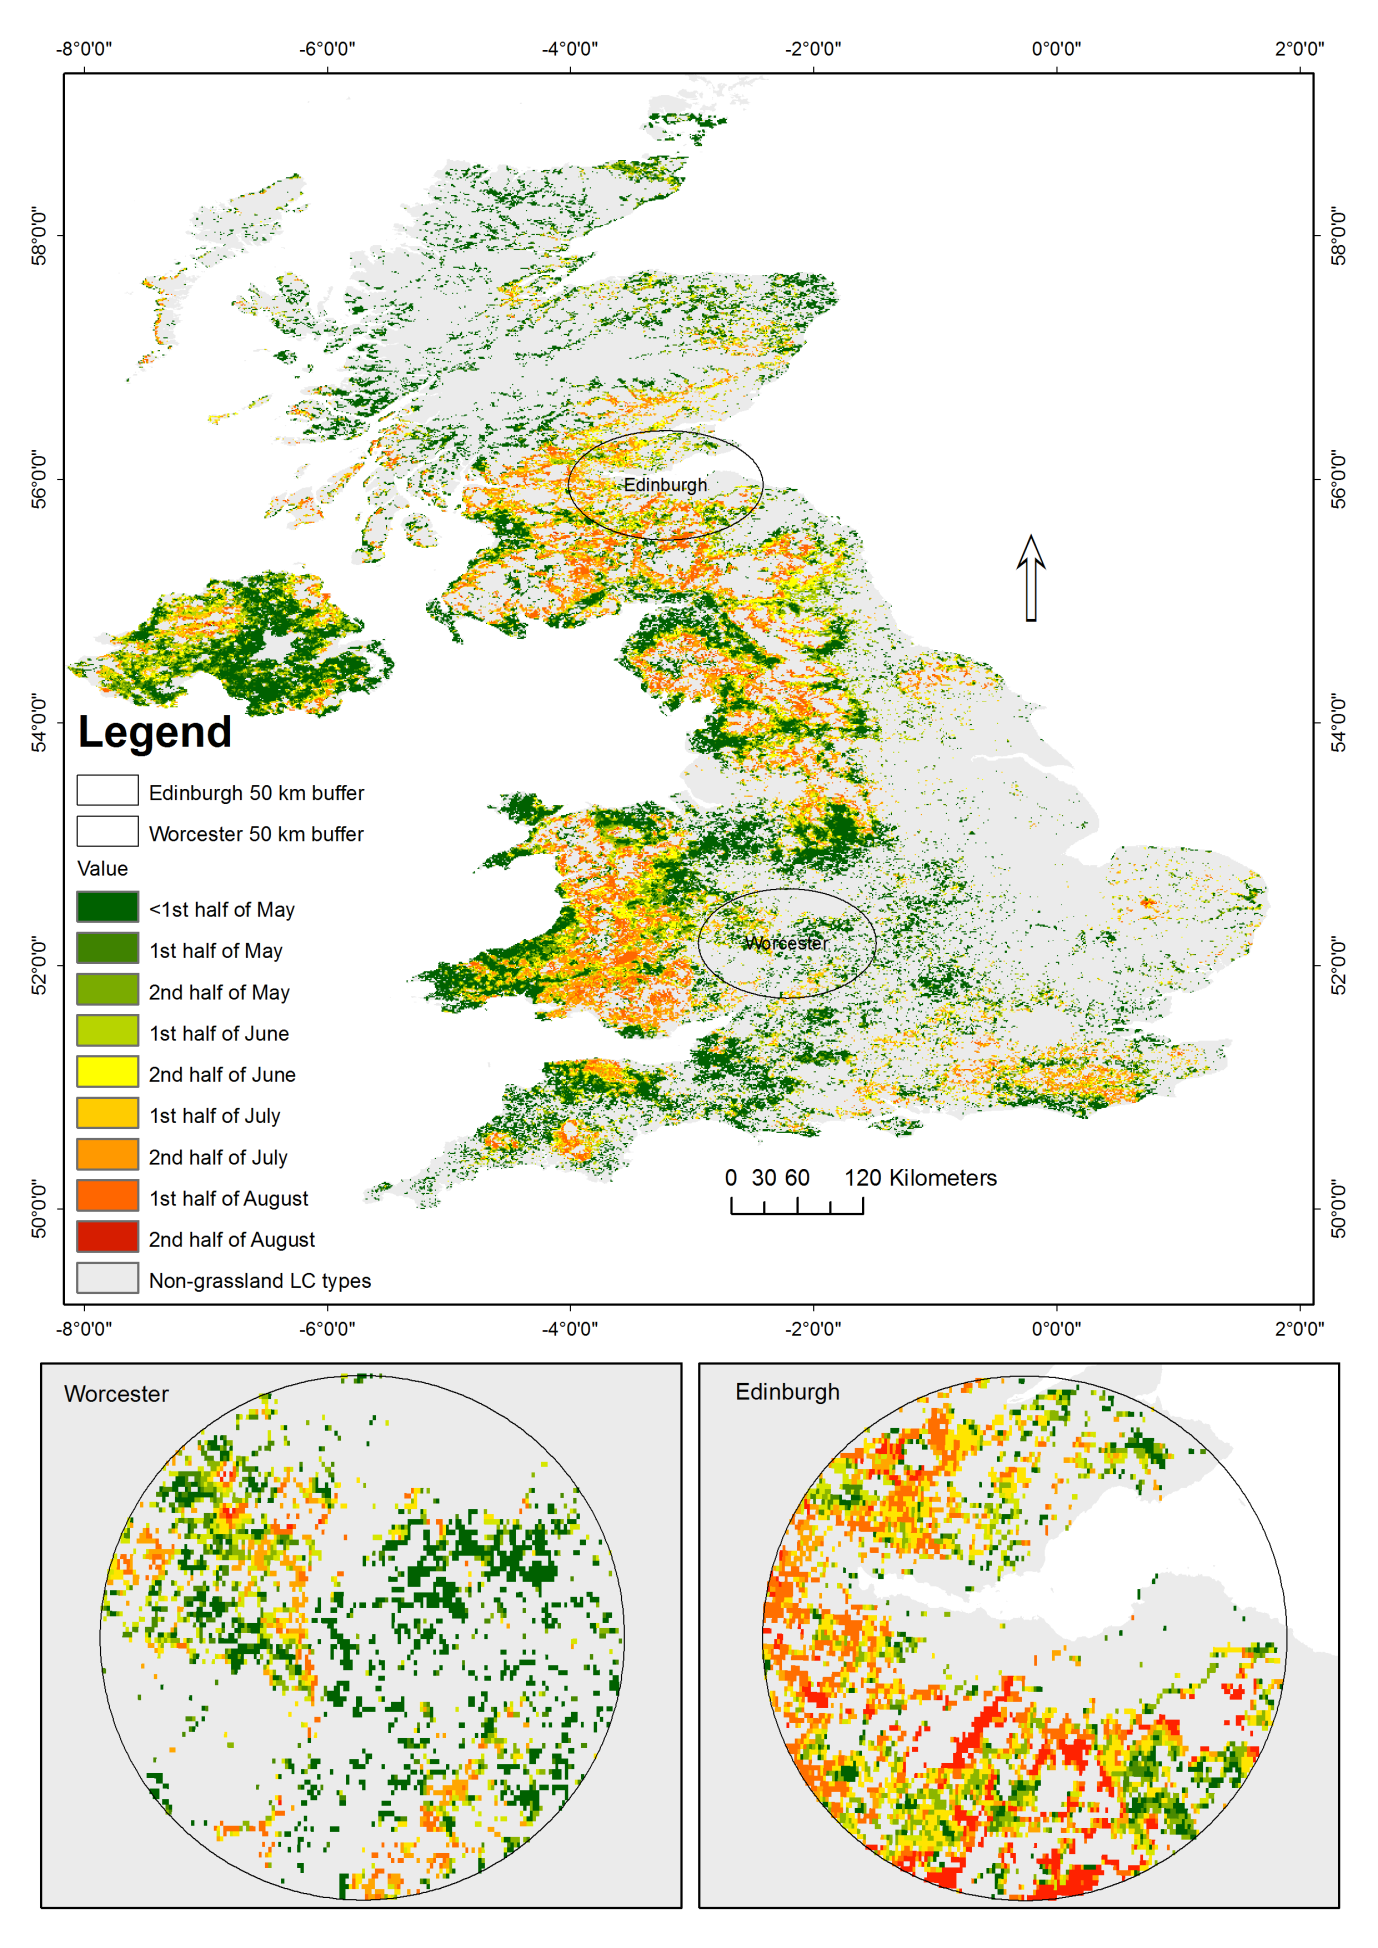 -8°0'0" -6°0'0" -4°0'0" -2°0'0" 0°0'0" 2°0'0"
58°0'0" 58°0'0"
56°0'0" 56°0'0"
Edinburgh
54°0'0" 54°0'0"
Legend
Edinburgh 50 km buffer
Worcester 50 km buffer
Value
<1st half of May
1st half of May
2nd half of May
1st half of June
2nd half of June
1st half of July
2nd half of July
1st half of August
2nd half of August
Non-grassland LC types
52°0'0" 52°0'0"
Worcester
0 30 60 120 Kilometers
50°0'0" 50°0'0"
-8°0'0" -6°0'0" -4°0'0" -2°0'0" 0°0'0" 2°0'0"
Worcester
Edinburgh